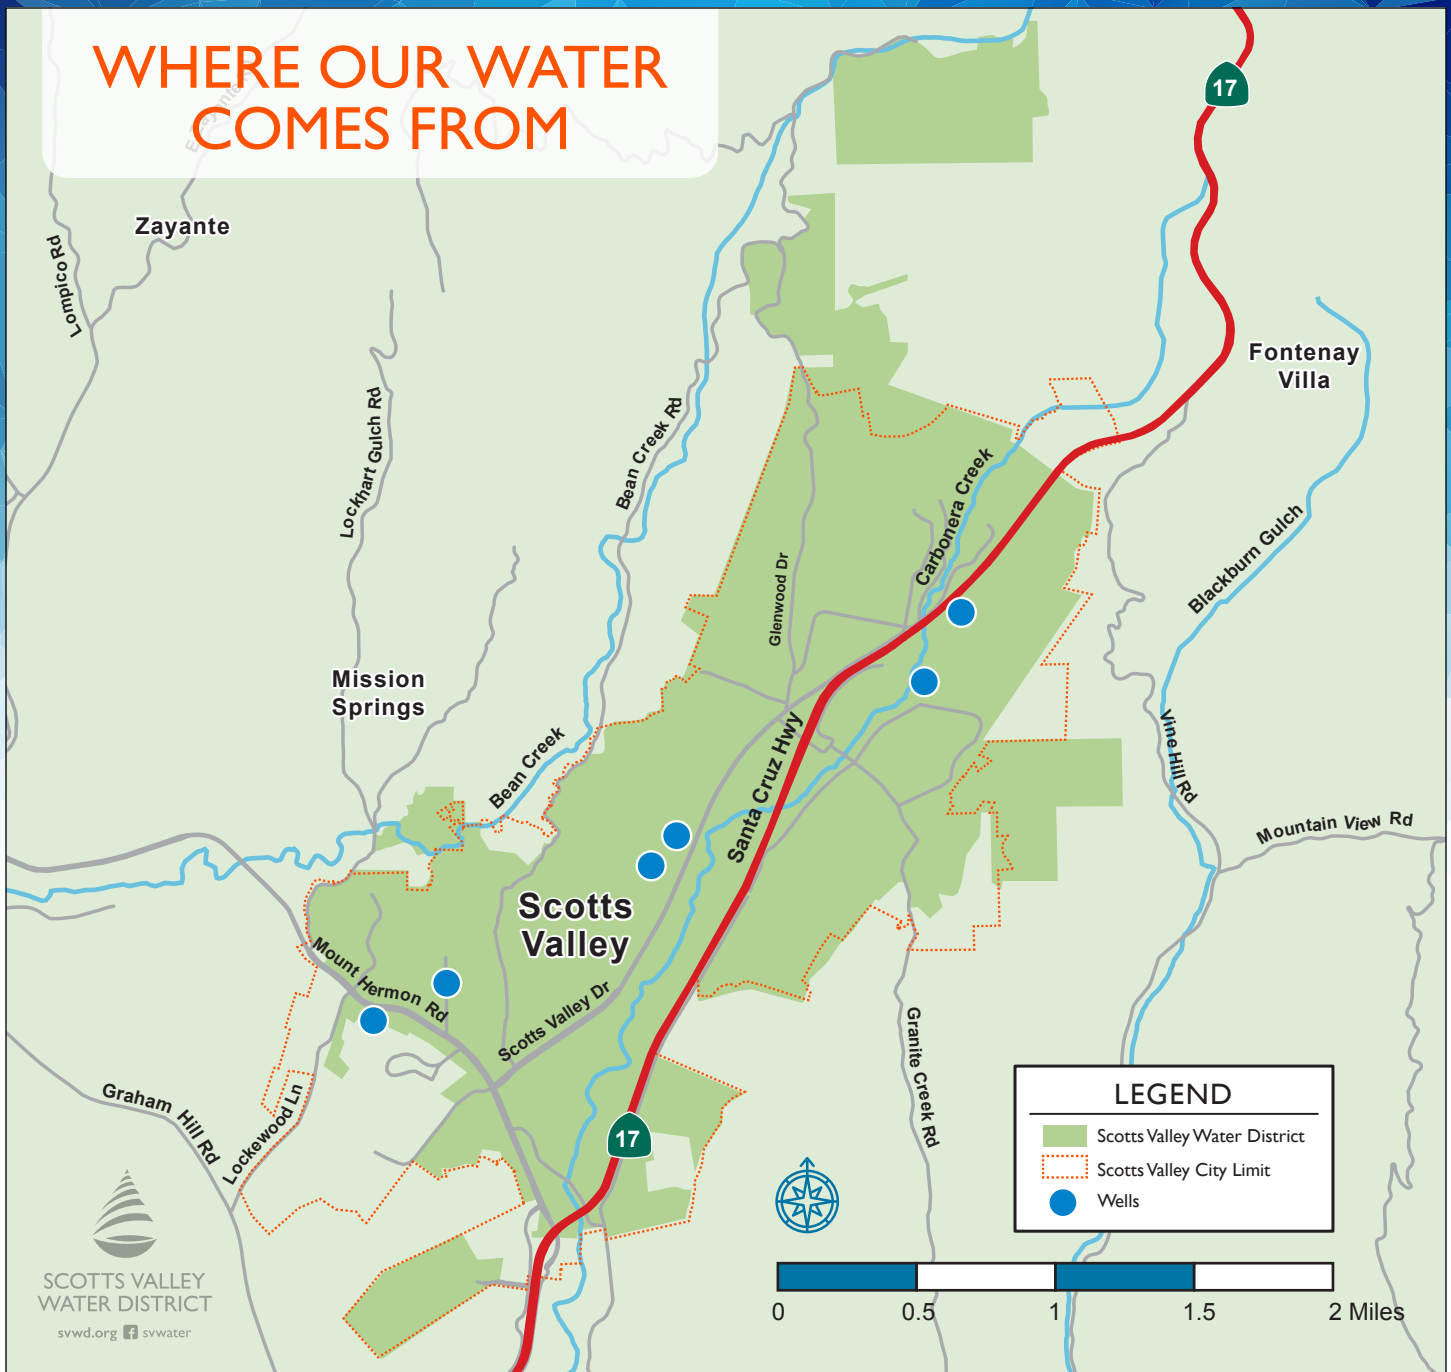 WHERE OUR WATER
COMES FROM
E Zayante Rd
17
Zayante
Lompico Rd
Fontenay
Villa
Lockhart Gulch Rd
Bean Creek Rd
Carbonera Creek
Blackburn Gulch
Glenwood Dr
Mission
Springs
Bean Creek
Santa Cruz Hwy
Vine Hill Rd
Mountain View Rd
Scotts
Valley
Mount Hermon Rd
Scotts Valley Dr
Granite Creek Rd
Graham Hill Rd
Lockewood Ln
17
LEGEND
Scotts Valley Water District
Scotts Valley City Limit
Wells
SCOTTS VALLEY
WATER DISTRICT
svwd.org f svwater
0 0.5 1 1.5 2 Miles